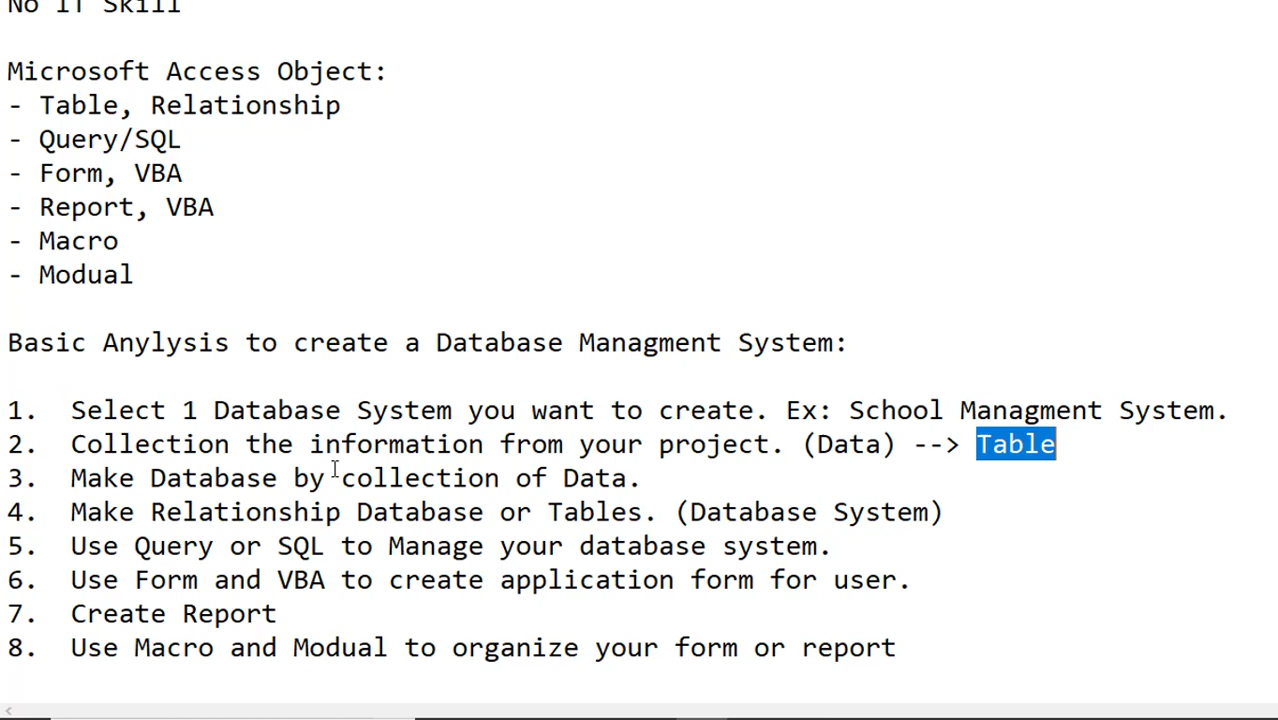 No IT Skill
Microsoft Access Object:
- Table, Relationship
- Query/SQL
- Form, VBA
- Report, VBA
- Macro
- Modual
Basic Anylysis to create a Database Managment System:
1. Select 1 Database System you want to create. Ex: School Managment System.
2. Collection the information from your project. (Data) --> Table
3. Make Database by collection of Data.
4. Make Relationship Database or Tables. (Database System)
5. Use Query or SQL to Manage your database system.
6. Use Form and VBA to create application form for user.
7. Create Report
8. Use Macro and Modual to organize your form or report